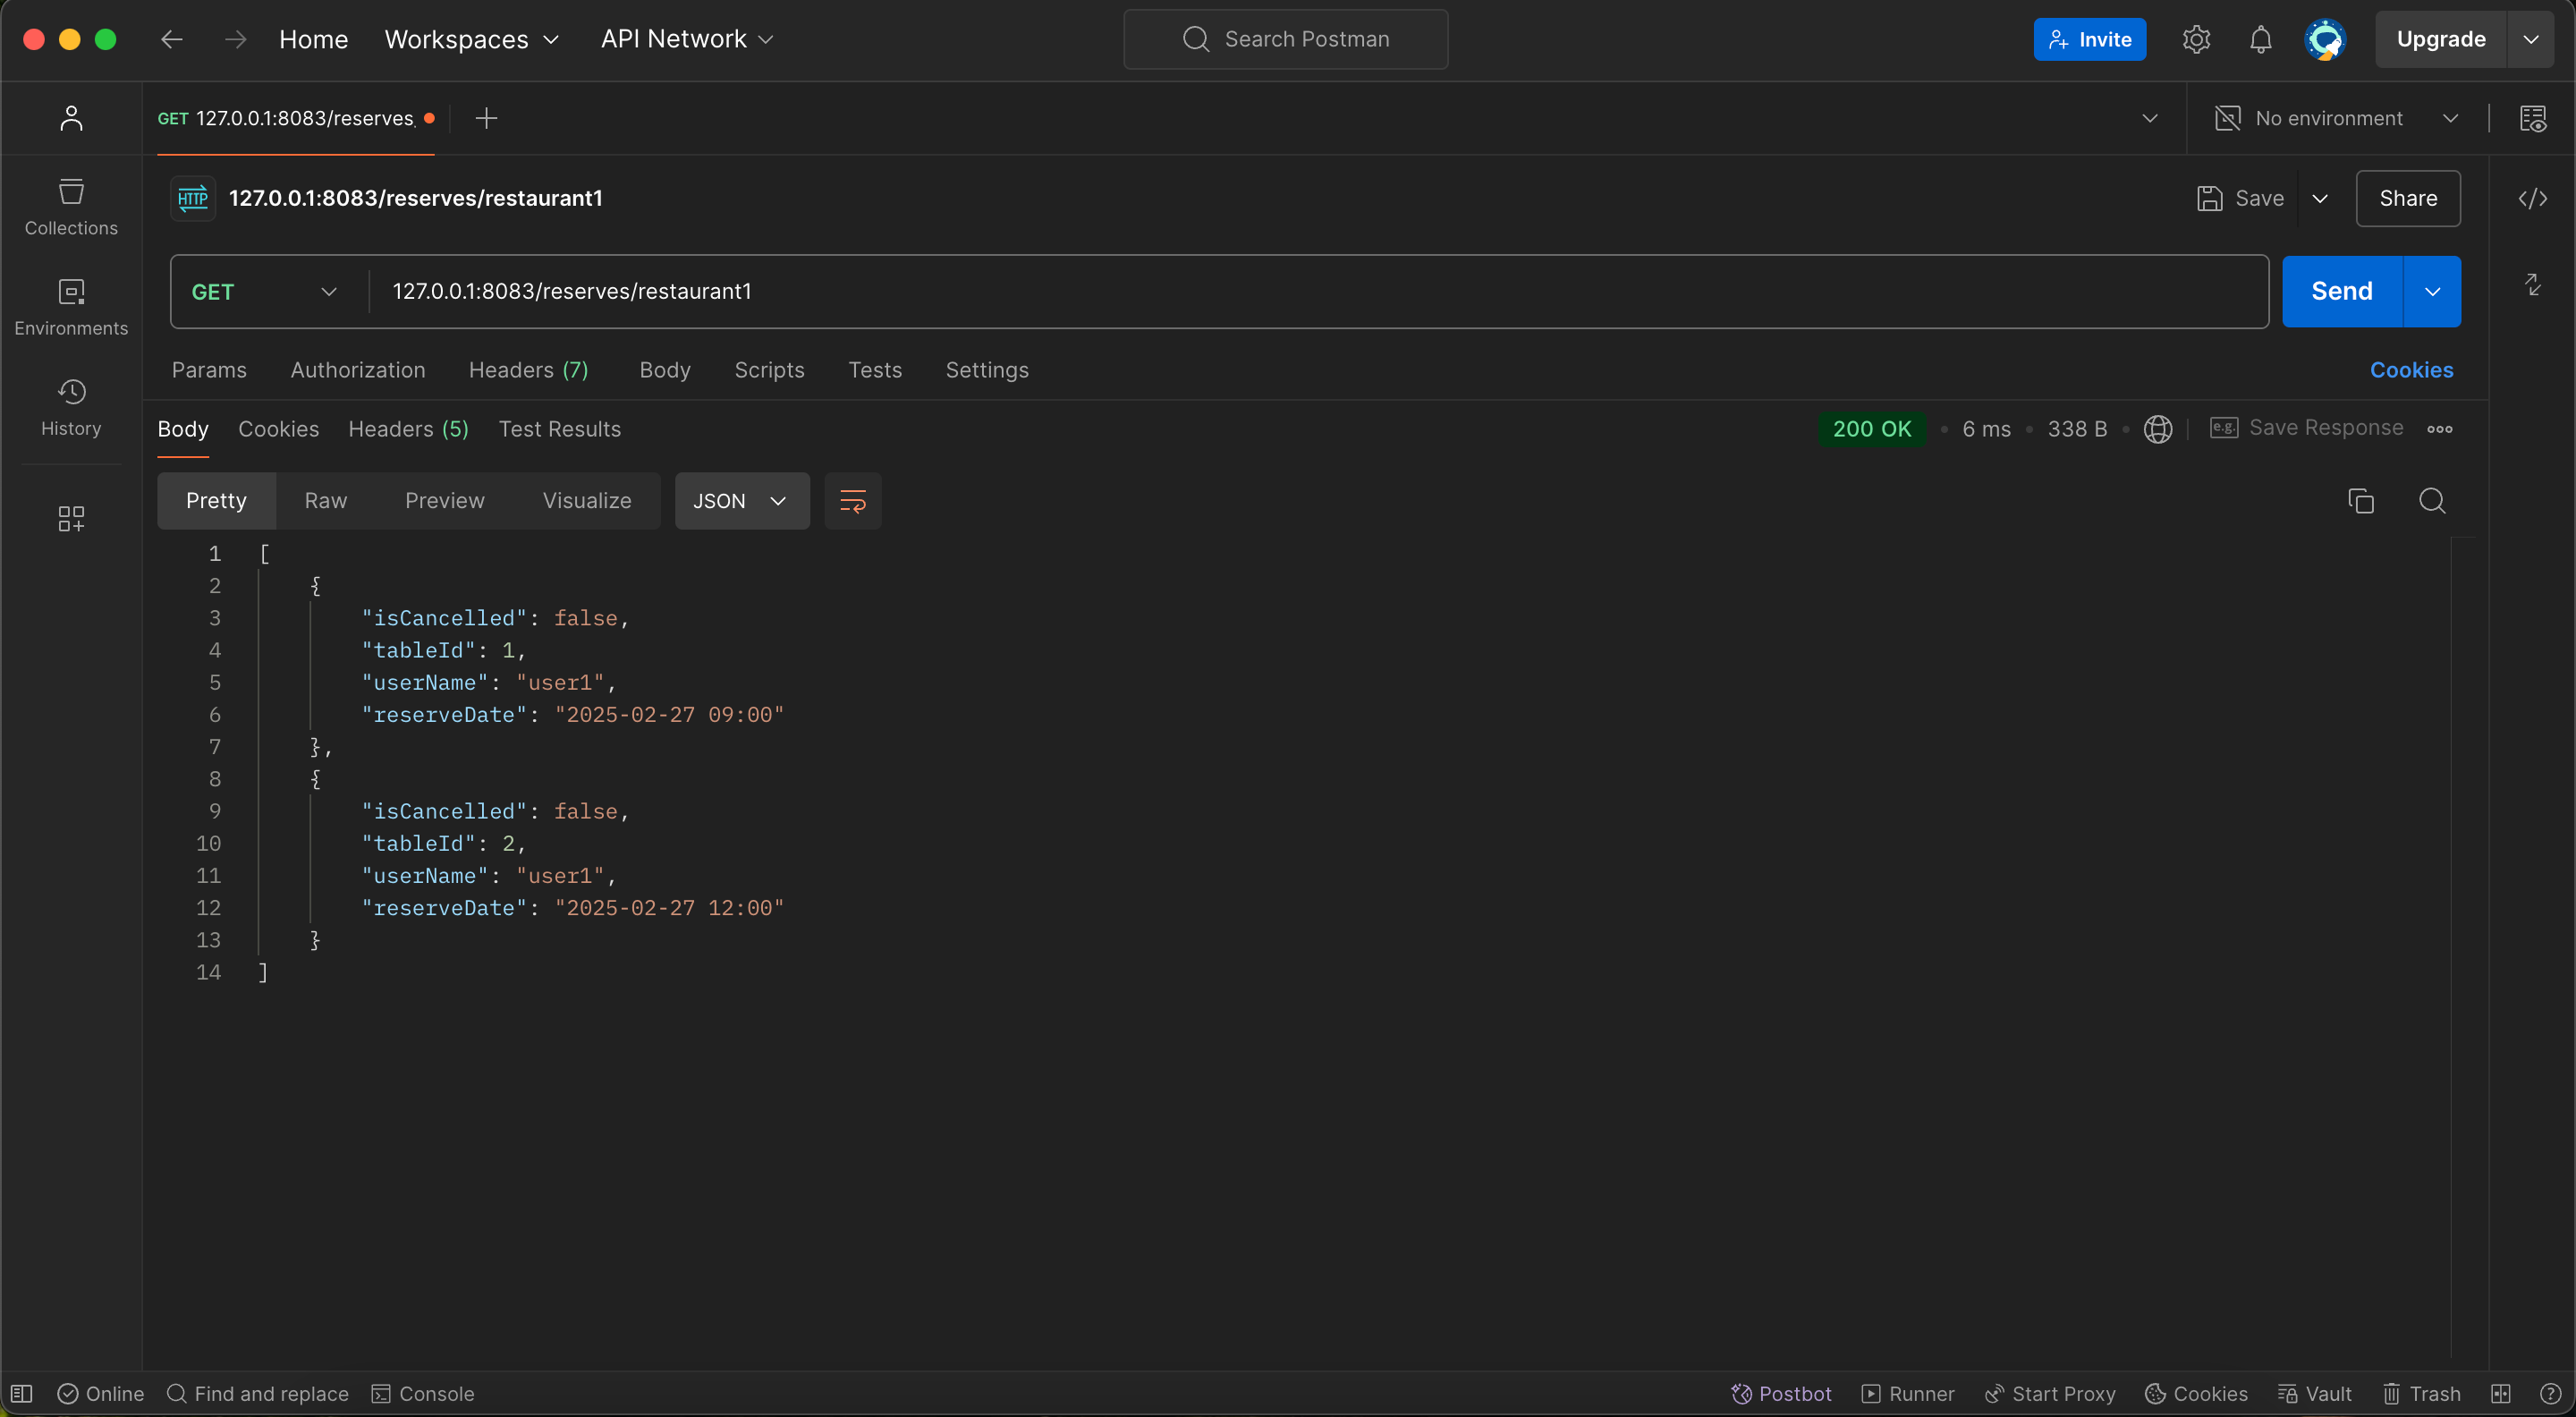 Home Workspaces API Network Search Postman Invite Upgrade
GET 127.0.0.1:8083/reserves No environment
HTTP 127.0.0.1:8083/reserves/restaurant1 Save Share
Collections
GET 127.0.0.1:8083/reserves/restaurant1 Send
Environments
Params Authorization Headers (7) Body Scripts Tests Settings Cookies
History
Body Cookies Headers (5) Test Results 200 OK 6 ms 338 B e.g. Save Response
Pretty Raw Preview Visualize JSON
1 [
2 {
3 "isCancelled": false,
4 "tableId": 1,
5 "userName": "user1",
6 "reserveDate": "2025-02-27 09:00"
7 },
8 {
9 "isCancelled": false,
10 "tableId": 2,
11 "userName": "user1",
12 "reserveDate": "2025-02-27 12:00"
13 }
14 ]
Online Find and replace Console Postbot Runner Start Proxy Cookies Vault Trash